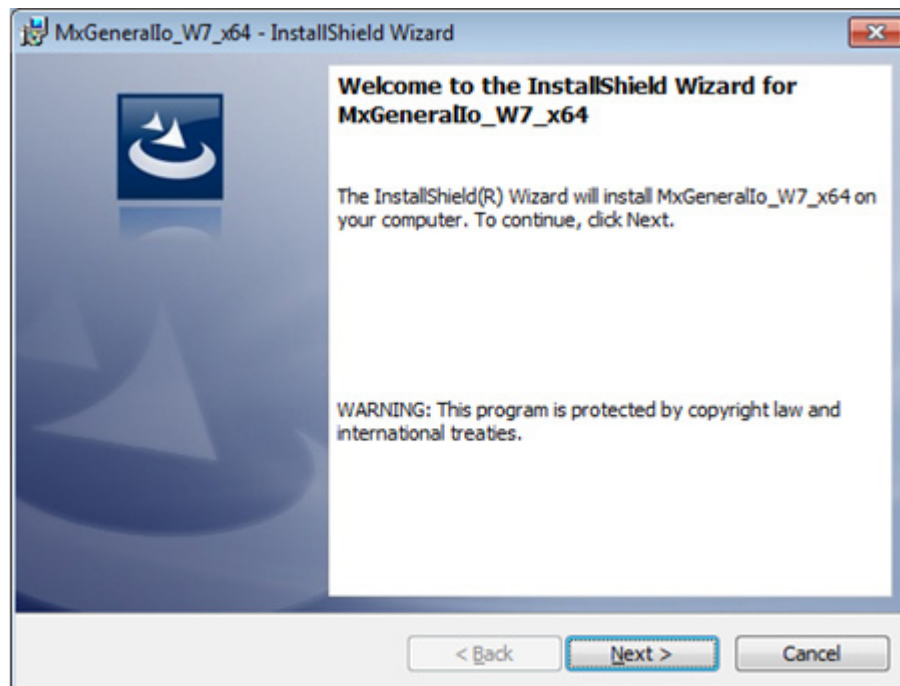 MxGeneralIo_W7_x64 - InstallShield Wizard
Welcome to the InstallShield Wizard for
MxGeneralIo_W7_x64
The InstallShield(R) Wizard will install MxGeneralIo_W7_x64 on
your computer. To continue, click Next.
WARNING: This program is protected by copyright law and
international treaties.
< Back
Next >
Cancel